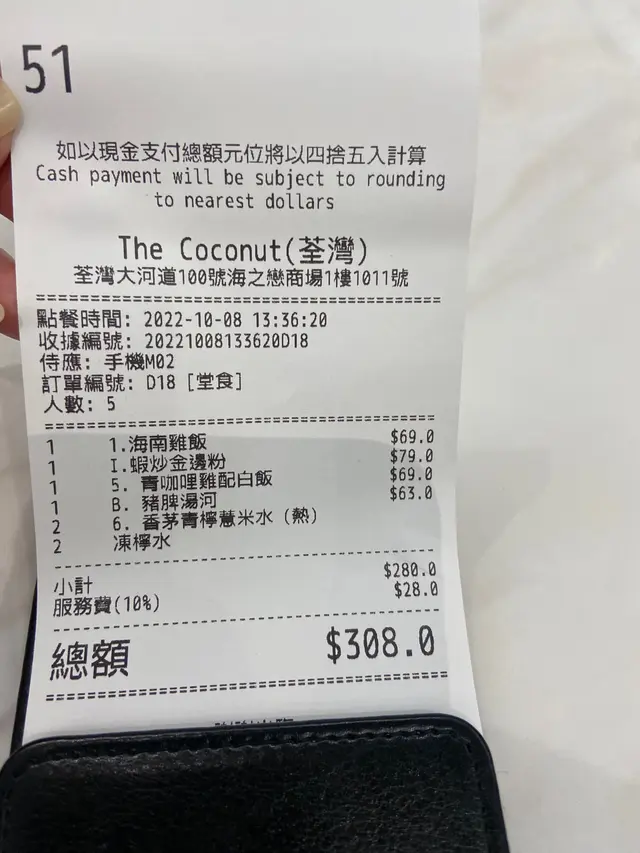 51
如以現金支付總額元位將以四捨五入計算
Cash payment will be subject to rounding
to nearest dollars
The Coconut(荃灣)
荃灣大河道100號海之戀商場1樓1011號
點餐時間: 2022-10-08 13:36:20
收據編號: 20221008133620D18
侍應: 手機M02
訂單編號: D18 [堂食]
人數: 5
1 1.海南雞飯 $69.0
1 I.蝦炒金邊粉 $79.0
1 5. 青咖哩雞配白飯 $69.0
1 B. 豬脾湯河 $63.0
2 6. 香茅青檸薏米水 (熱)
2 凍檸水
小計 $280.0
服務費(10%) $28.0
總額 $308.0